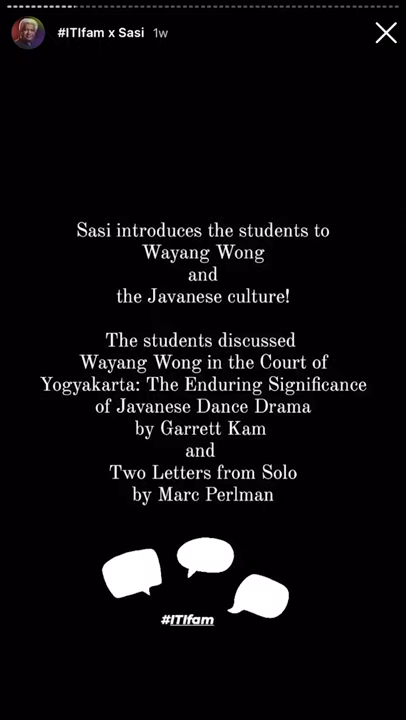 #ITIfam x Sasi 1w
Sasi introduces the students to
Wayang Wong
and
the Javanese culture!
The students discussed
Wayang Wong in the Court of
Yogyakarta: The Enduring Significance
of Javanese Dance Drama
by Garrett Kam
and
Two Letters from Solo
by Marc Perlman
#ITIfam